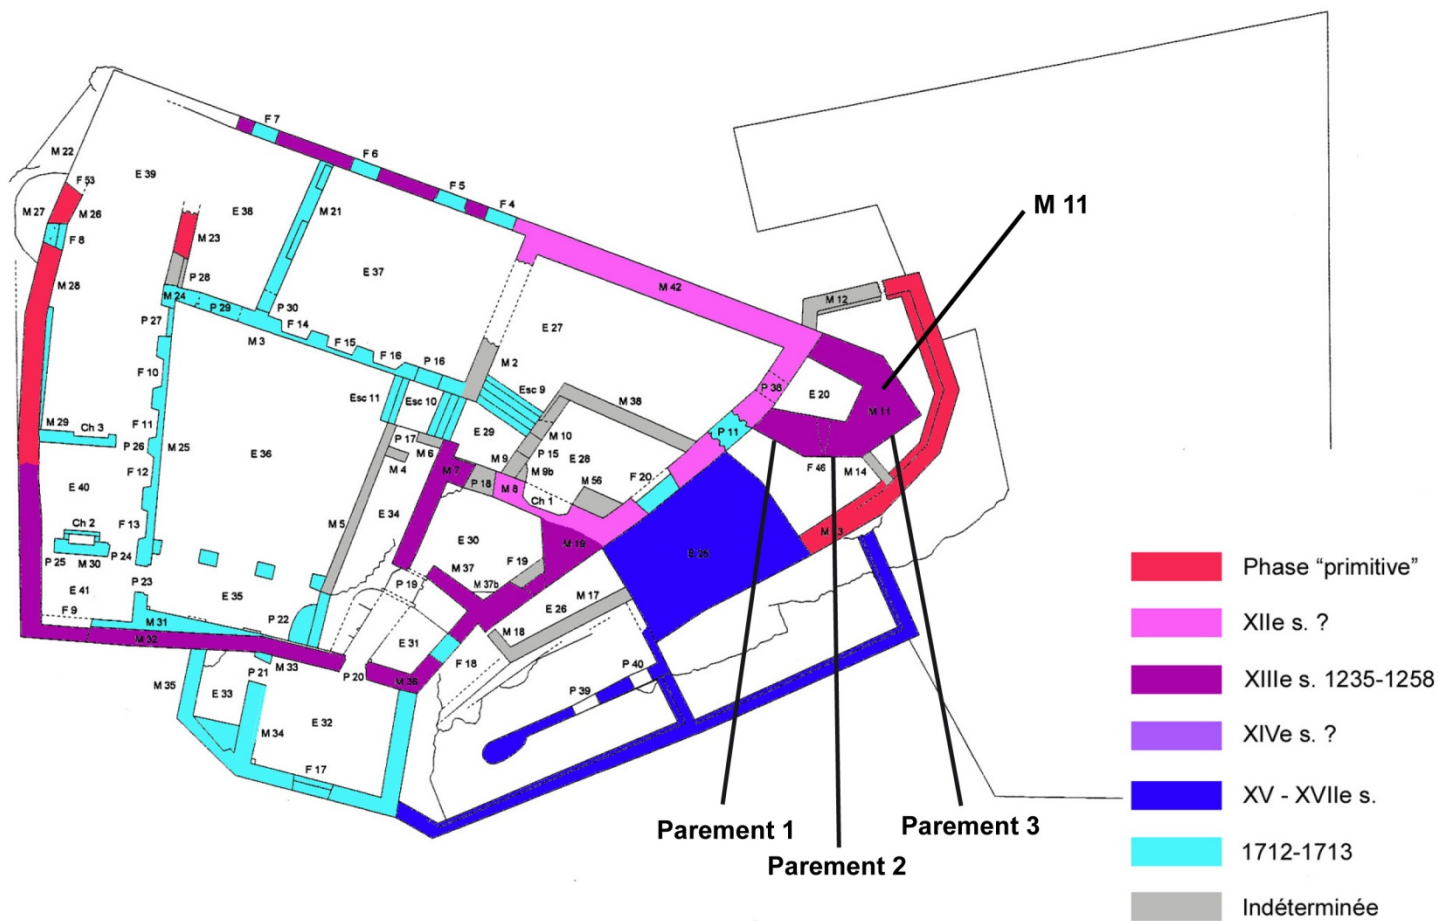 F 7
M 22
F 6
E 39
F 53
F 5
M 27
M 26
E 38
M 21
F 4
M 11
F 8
M 23
E 37
M 28
P 28
M 42
M 24
P 29
P 30
M 12
P 27
F 14
M 3
F 15
E 27
F 16
P 16
M 2
F 10
Esc 11
Esc 10
Esc 9
M 38
P 38
E 20
M 11
M 29
Ch 3
F 11
P 26
M 25
P 17
M 6
E 29
M 10
P 11
E 36
M 4
P 15
M 9
E 28
F 12
M 7
M 9b
F 46
M 14
P 18
M 8
M 56
F 20
E 40
Ch 1
Ch 2
F 13
M 5
E 34
E 30
M 19
P 25
M 30
P 24
F 19
M 37
P 23
P 19
M 37b
M 17
E 41
E 35
E 26
F 9
M 31
P 22
M 18
M 32
E 31
M 33
F 18
P 21
P 20
M 36
M 35
E 33
P 40
P 39
E 32
M 34
F 17
Parement 1
Parement 2
Parement 3
Phase “primitive”
XIIe s. ?
XIIIe s. 1235-1258
XIVe s. ?
XV - XVIIe s.
1712-1713
Indéterminée